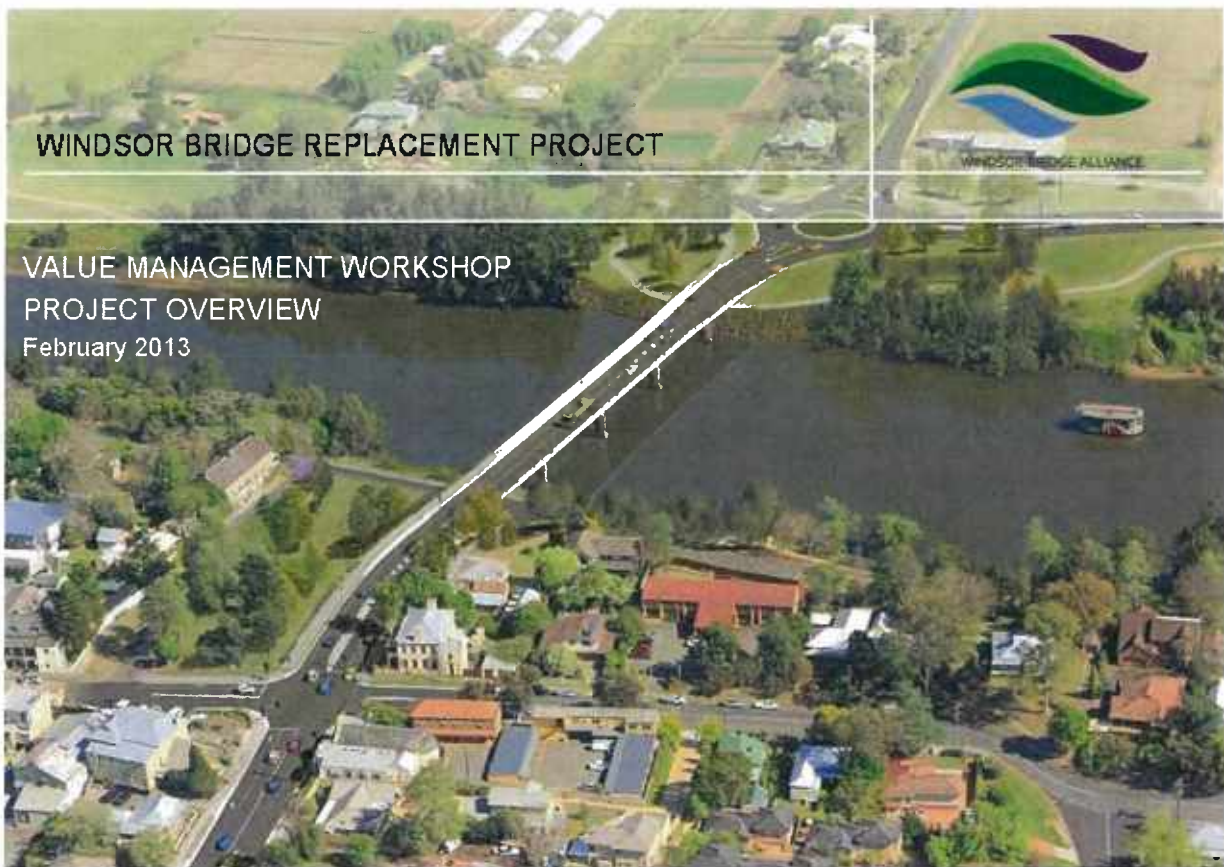 WINDSOR BRIDGE REPLACEMENT PROJECT
WINDSOR BRIDGE ALLIANCE
VALUE MANAGEMENT WORKSHOP
PROJECT OVERVIEW
February 2013